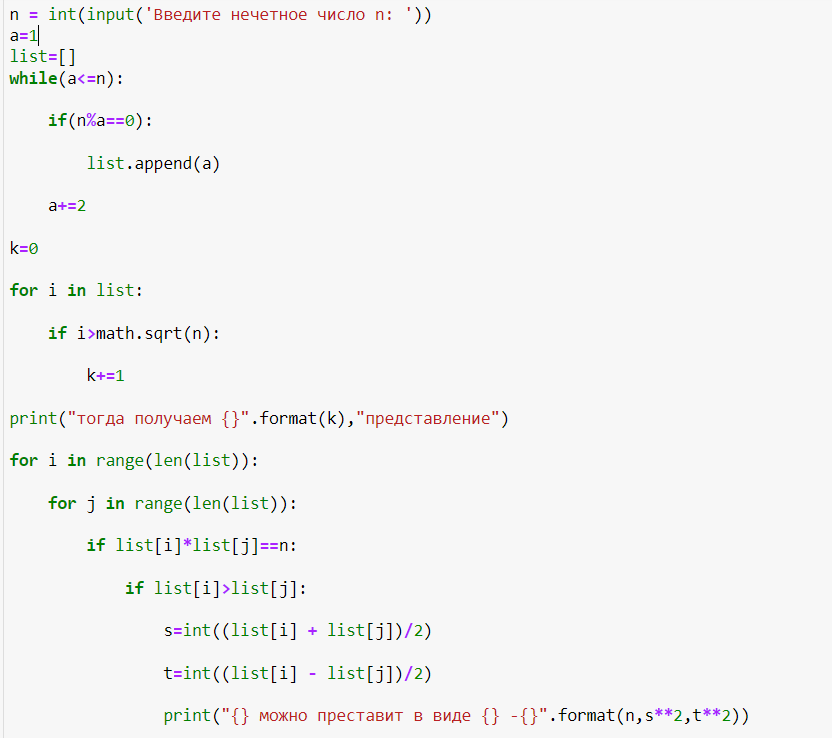 n = int(input('Введите нечетное число n: '))
a=1
list=[]
while(a<=n):
    if(n%a==0):
        list.append(a)
    a+=2
k=0
for i in list:
    if i>math.sqrt(n):
        k+=1
print("тогда получаем {}".format(k),"представление")
for i in range(len(list)):
    for j in range(len(list)):
        if list[i]*list[j]==n:
            if list[i]>list[j]:
                s=int((list[i] + list[j])/2)
                t=int((list[i] - list[j])/2)
                print("{} можно преставит в виде {} -{}".format(n,s**2,t**2))